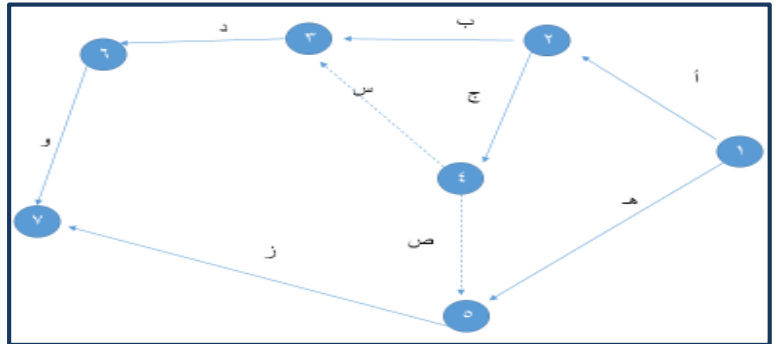 ب
د
٢
٣
٦
أ
س
ج
و
١
٤
هـ
ص
٧
ز
٥